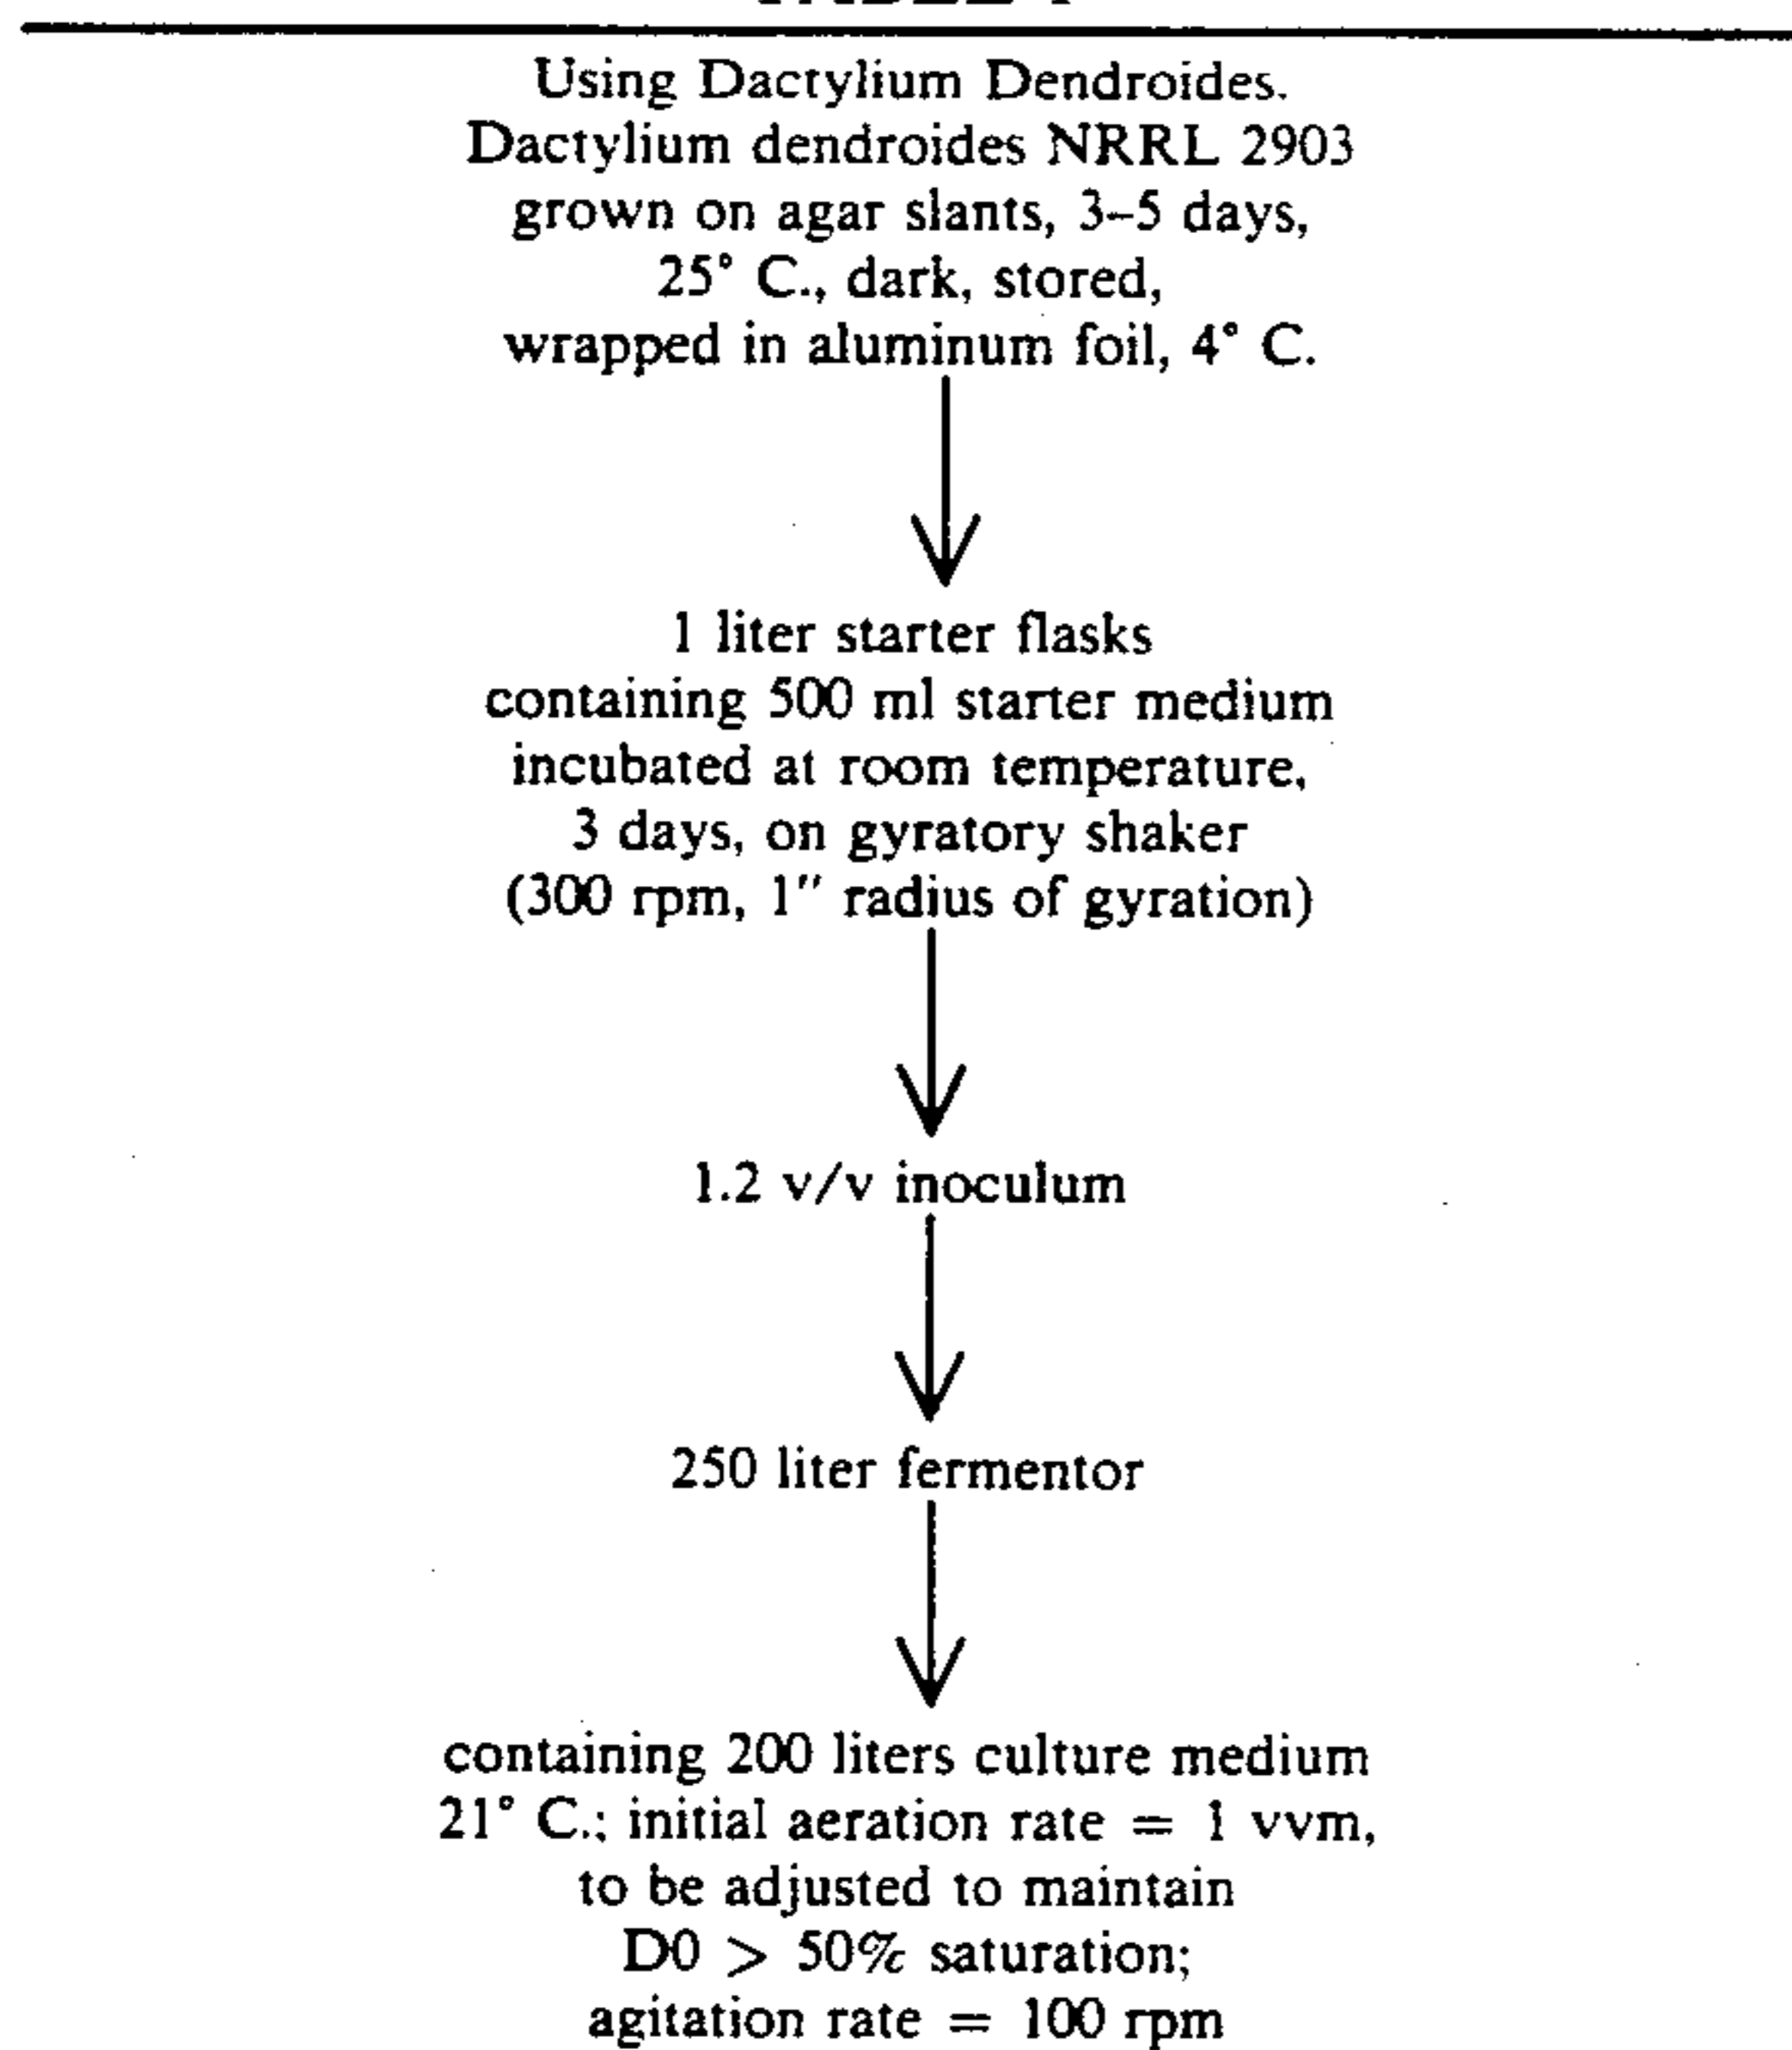 Using Dactylium Dendroides.
Dactylium dendroides NRRL 2903
grown on agar slants, 3–5 days,
25° C., dark, stored,
wrapped in aluminum foil, 4° C.
1 liter starter flasks
containing 500 ml starter medium
incubated at room temperature,
3 days, on gyratory shaker
(300 rpm, 1″ radius of gyration)
1.2 v/v inoculum
250 liter fermentor
containing 200 liters culture medium
21° C.; initial aeration rate = 1 vvm,
to be adjusted to maintain
D0 > 50% saturation;
agitation rate = 100 rpm